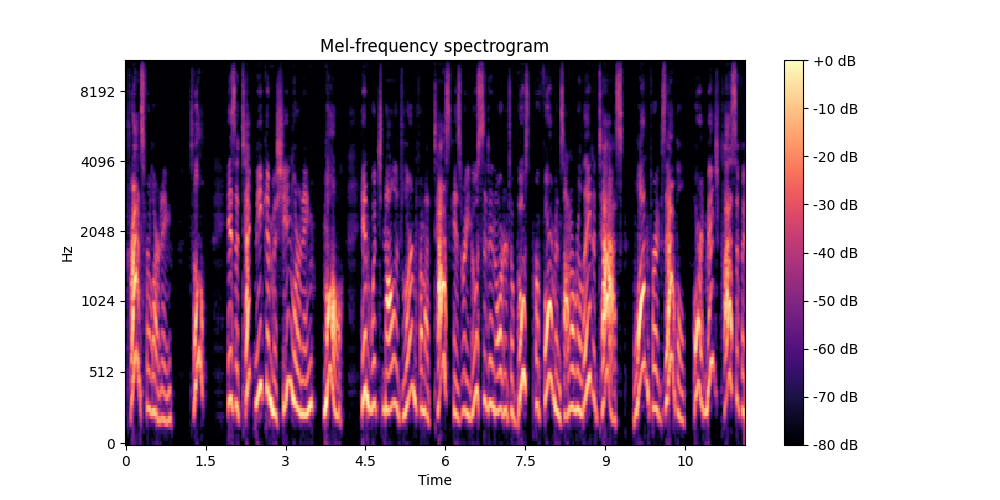 Mel-frequency spectrogram
+0 dB
8192
-10 dB
4096
-20 dB
-30 dB
Hz
2048
-40 dB
1024
-50 dB
-60 dB
512
-70 dB
0
-80 dB
0 1.5 3 4.5 6 7.5 9 10
Time